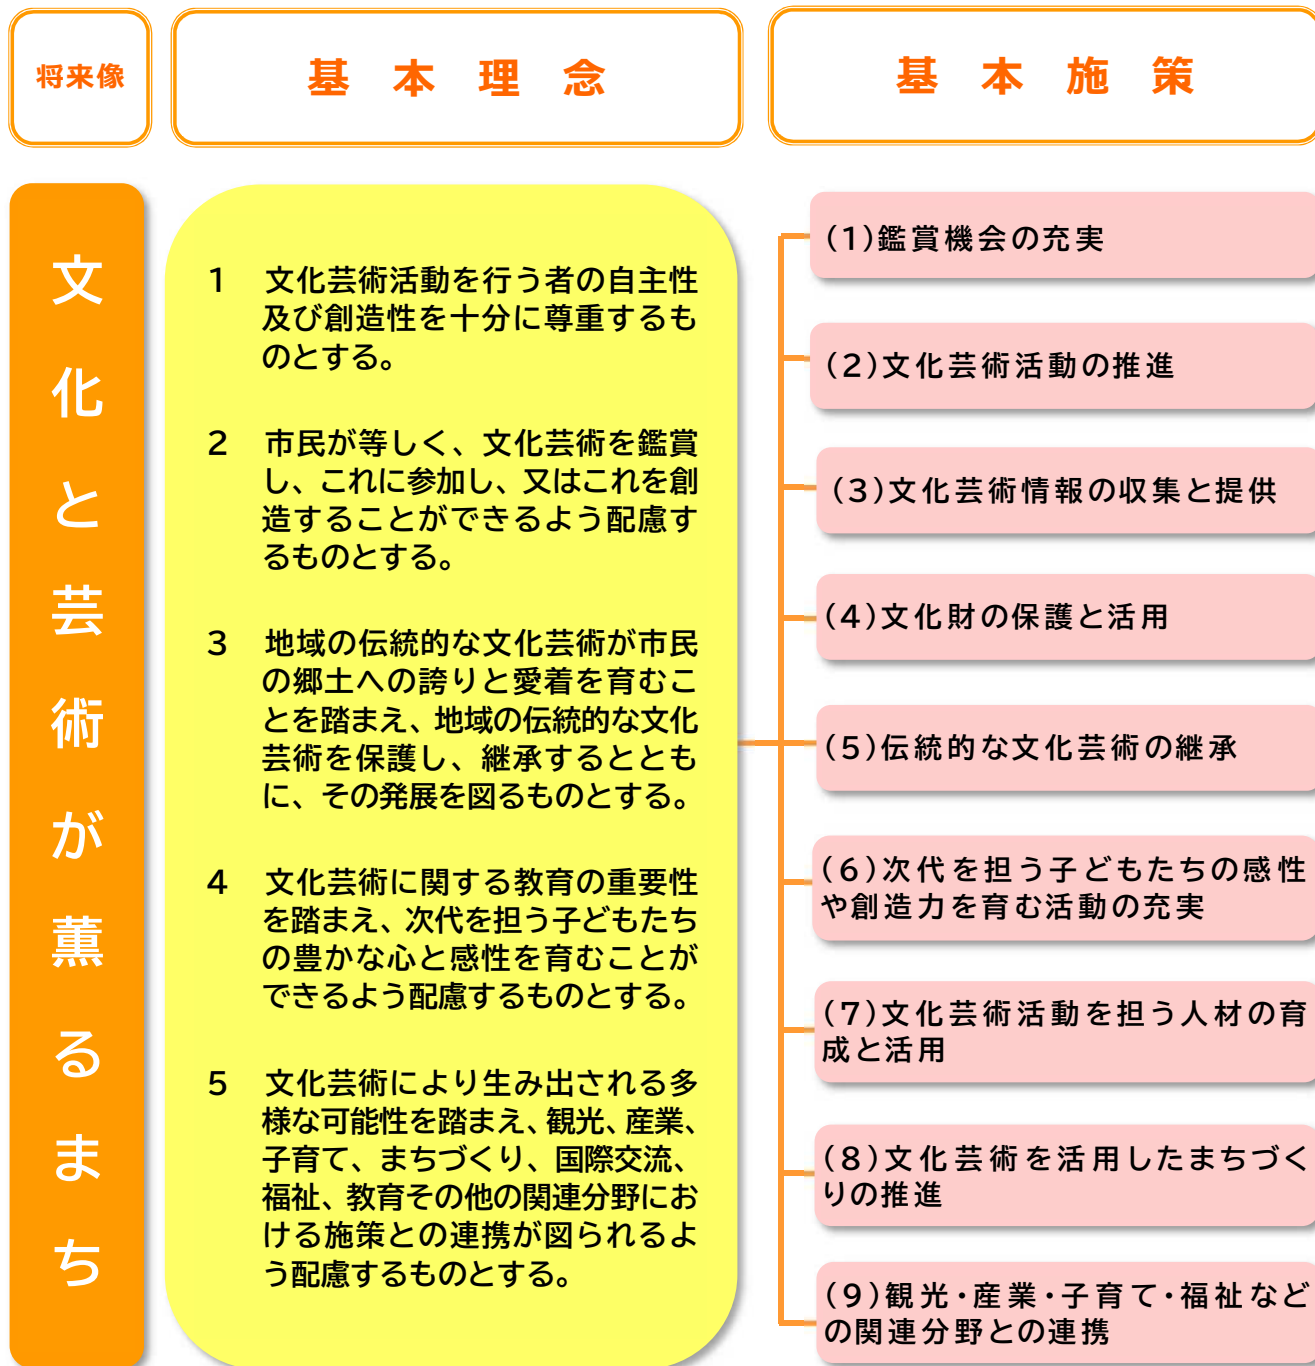 将来像
基本理念
基本施策
文化と芸術が薫るまち
1 文化芸術活動を行う者の自主性
及び創造性を十分に尊重するも
のとする。
2 市民が等しく、文化芸術を鑑賞
し、これに参加し、又はこれを創
造することができるよう配慮す
るものとする。
3 地域の伝統的な文化芸術が市民
の郷土への誇りと愛着を育むこ
とを踏まえ、地域の伝統的な文化
芸術を保護し、継承するととも
に、その発展を図るものとする。
4 文化芸術に関する教育の重要性
を踏まえ、次代を担う子どもたち
の豊かな心と感性を育むことが
できるよう配慮するものとする。
5 文化芸術により生み出される多
様な可能性を踏まえ、観光、産業、
子育て、まちづくり、国際交流、
福祉、教育その他の関連分野にお
ける施策との連携が図られるよ
う配慮するものとする。
(1)鑑賞機会の充実
(2)文化芸術活動の推進
(3)文化芸術情報の収集と提供
(4)文化財の保護と活用
(5)伝統的な文化芸術の継承
(6)次代を担う子どもたちの感性
や創造力を育む活動の充実
(7)文化芸術活動を担う人材の育
成と活用
(8)文化芸術を活用したまちづく
りの推進
(9)観光・産業・子育て・福祉など
の関連分野との連携